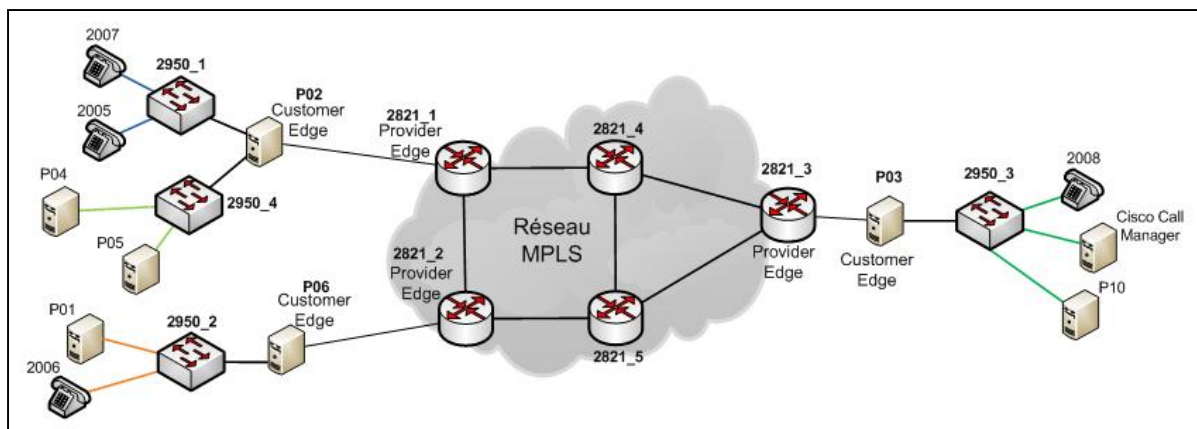 2007
2950_1
2005
P02
Customer
Edge
P04
2950_4
P05
P01
2950_2
2006
P06
Customer
Edge
2821_1
Provider
Edge
2821_4
Réseau
MPLS
2821_2
Provider
Edge
2821_5
2821_3
Provider
Edge
P03
Customer
Edge
2950_3
2008
Cisco Call
Manager
P10